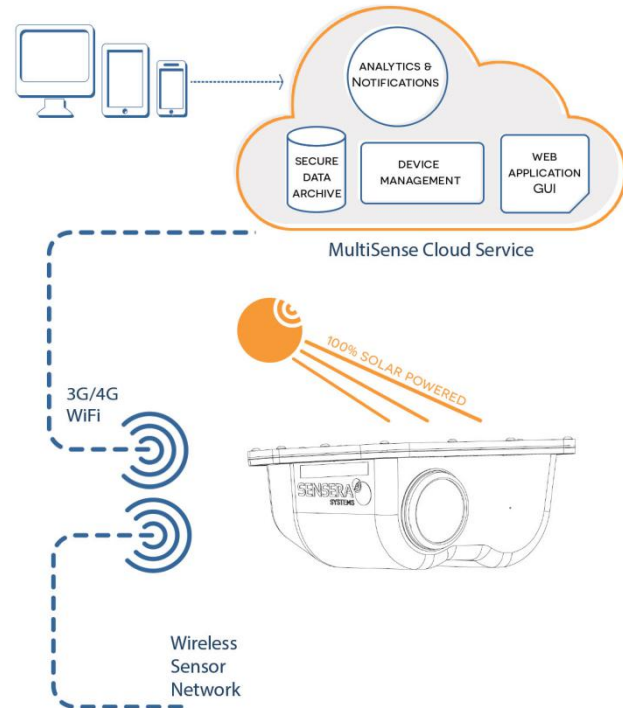 ANALYTICS &
NOTIFICATIONS
SECURE
DATA
ARCHIVE
DEVICE
MANAGEMENT
WEB
APPLICATION
GUI
MultiSense Cloud Service
100% SOLAR POWERED
3G/4G
WiFi
SENSERA
SYSTEMS
Wireless
Sensor
Network